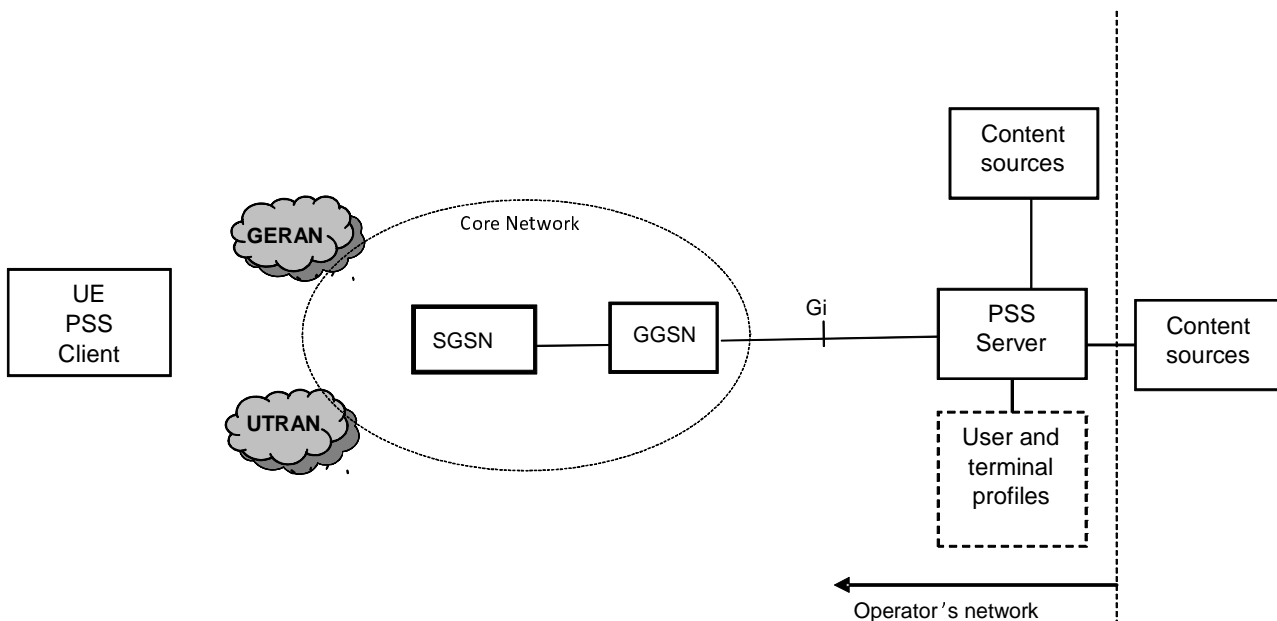 Content
sources
GERAN
Core Network
UE
PSS
Client
SGSN
GGSN
Gi
PSS
Server
Content
sources
UTRAN
User and
terminal
profiles
Operator’s network